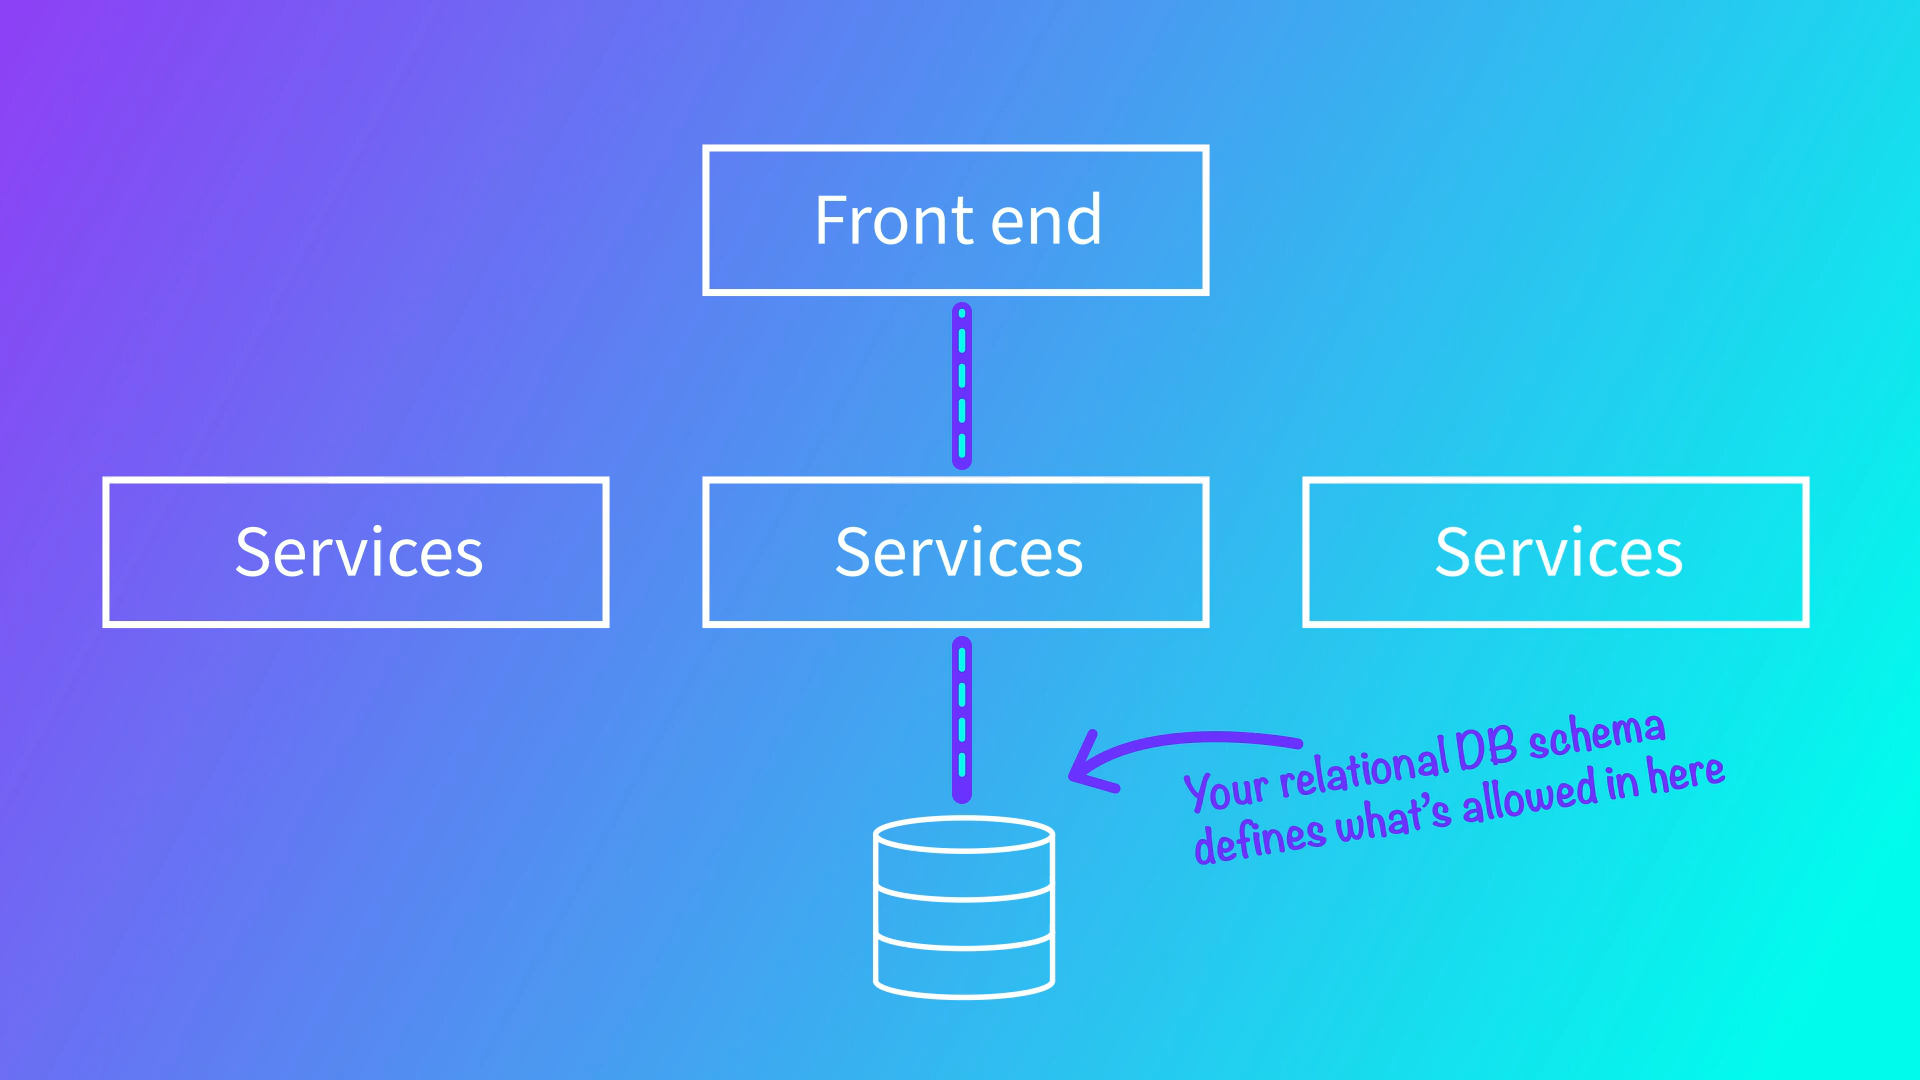 Front end
Services
Services
Services
Your relational DB schema
defines what's allowed in here